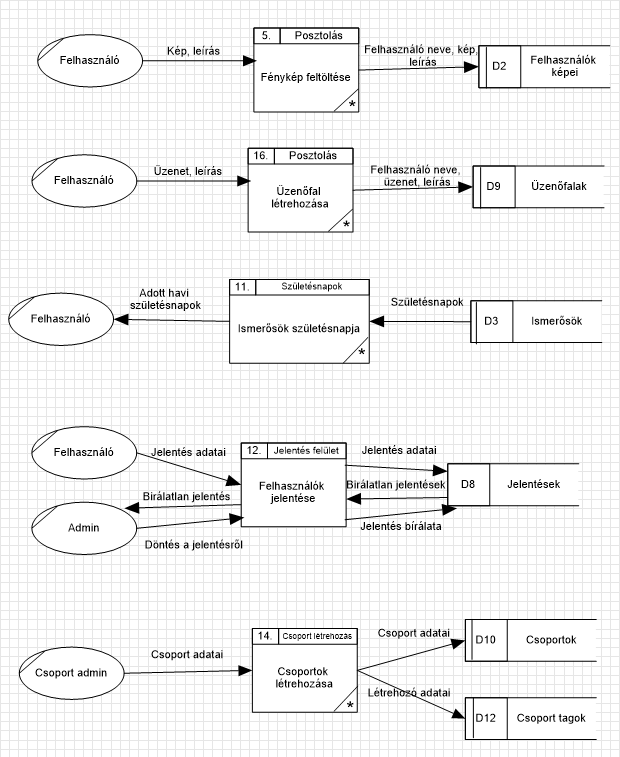 5. Posztolás
Felhasználó
Kép, leírás
Fénykép feltöltése
*
Felhasználó neve, kép,
leírás
D2
Felhasználók
képei
16. Posztolás
Felhasználó
Üzenet, leírás
Üzenőfal
létrehozása
*
Felhasználó neve,
üzenet, leírás
D9
Üzenőfalak
11. Születésnapok
Felhasználó
Adott havi
születésnapok
Ismerősök születésnapja
*
Születésnapok
D3
Ismerősök
12. Jelentés felület
Felhasználó
Jelentés adatai
Felhasználók
jelentése
Jelentés adatai
Birálatlan jelentés
Birálatlan jelentések
D8
Jelentések
Admin
Döntés a jelentésről
Jelentés bírálata
14. Csoport létrehozás
Csoport admin
Csoport adatai
Csoportok
létrehozása
*
Csoport adatai
D10
Csoportok
Létrehozó adatai
D12
Csoport tagok